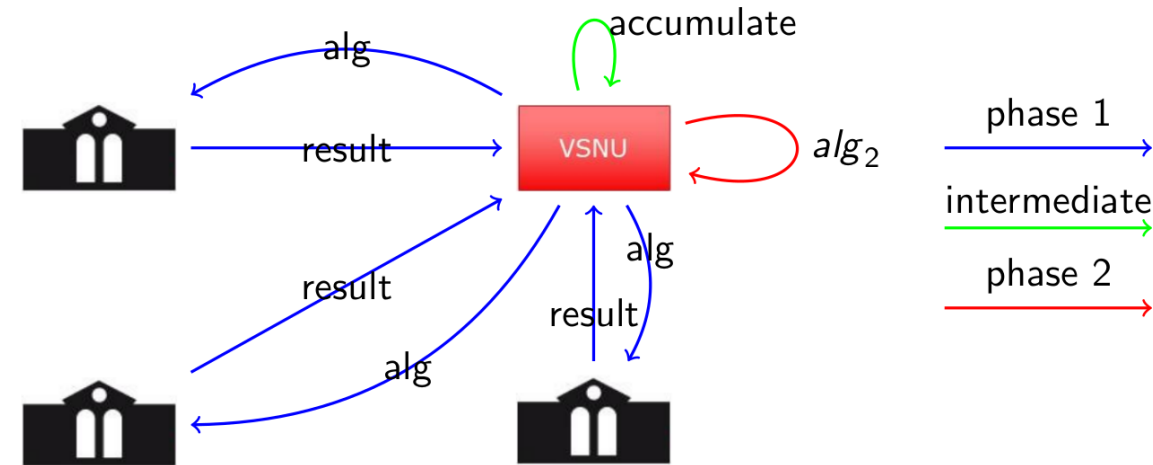 accumulate
alg
phase 1
result
VSNU
alg₂
intermediate
alg
phase 2
result
result
alg